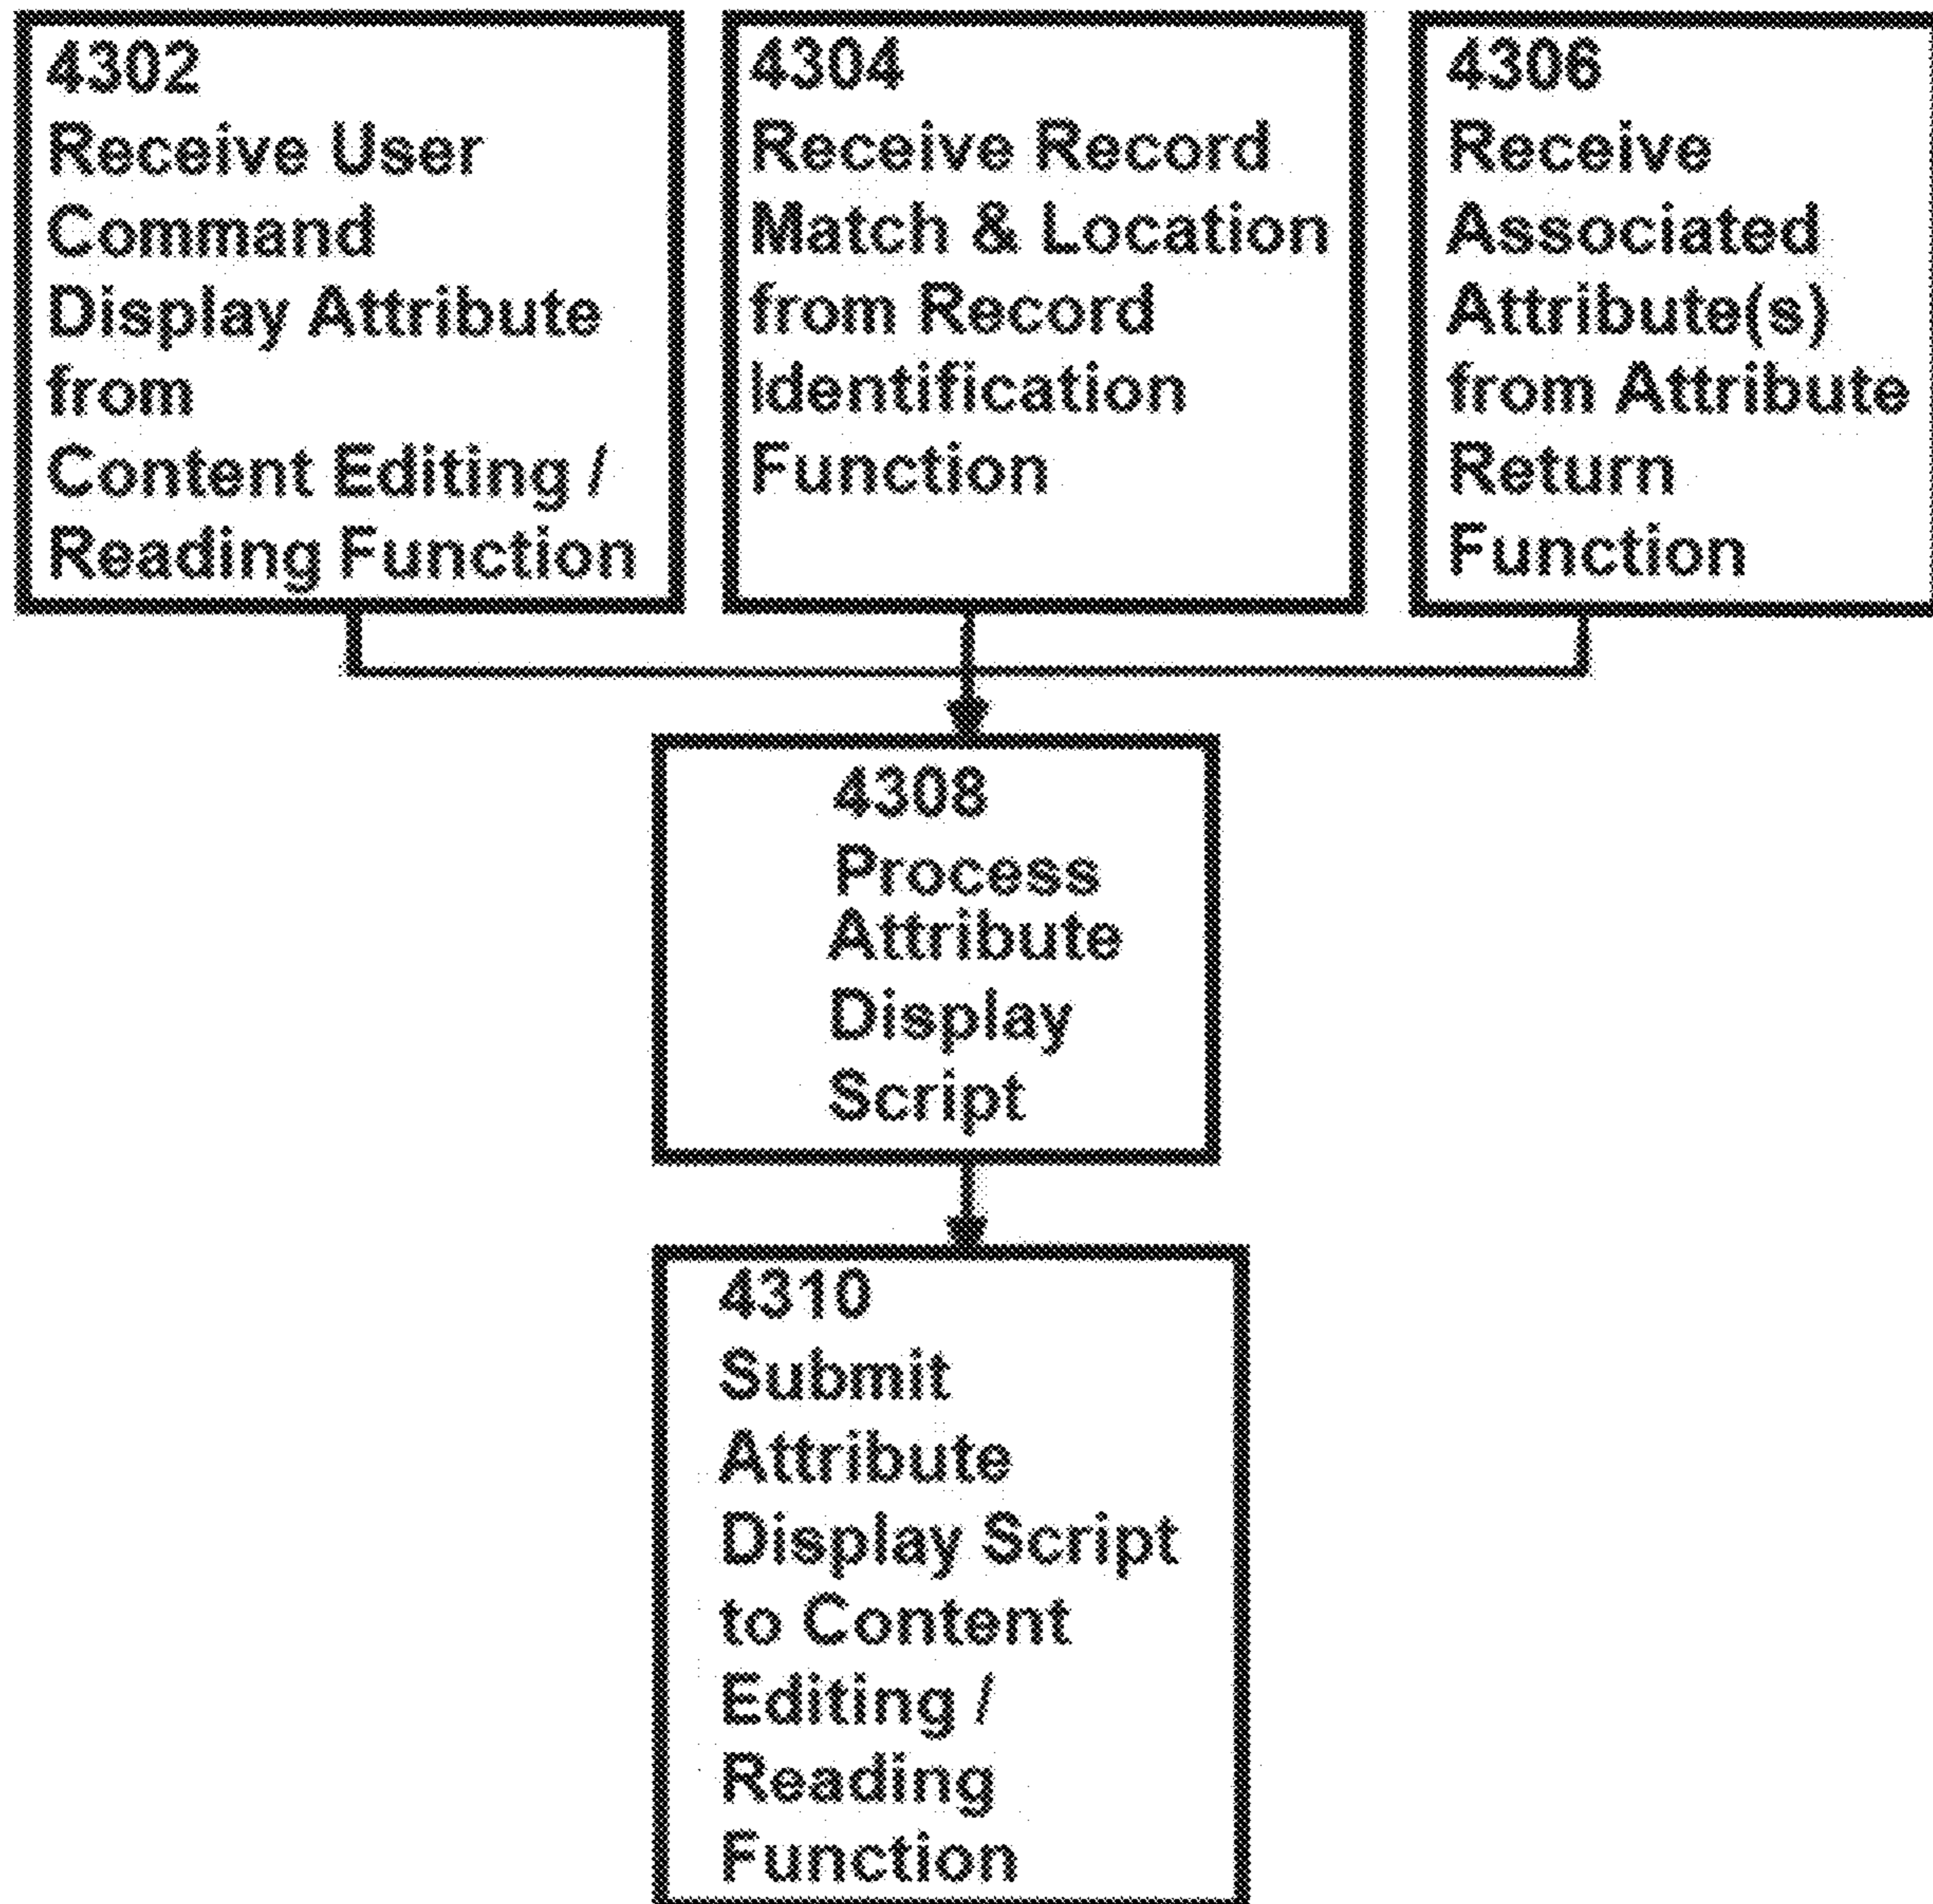 4302
Receive User
Command
Display Attribute
from
Content Editing /
Reading Function
4304
Receive Record
Match & Location
from Record
Identification
Function
4306
Receive
Associated
Attribute(s)
from Attribute
Return
Function
4308
Process
Attribute
Display
Script
4310
Submit
Attribute
Display Script
to Content
Editing /
Reading
Function